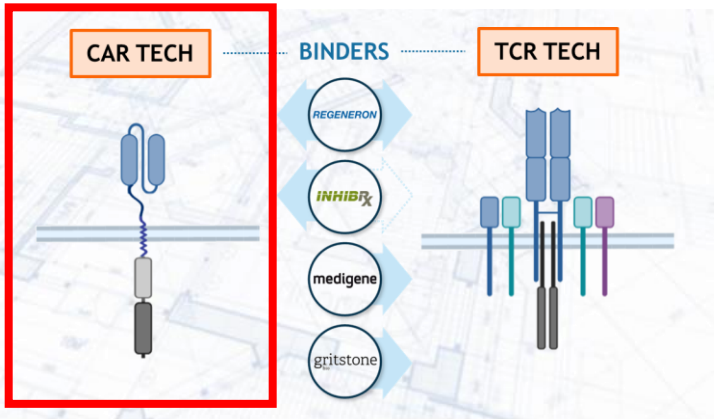 CAR TECH
BINDERS
TCR TECH
REGENERON
INHIBRx
medigene
gritstone